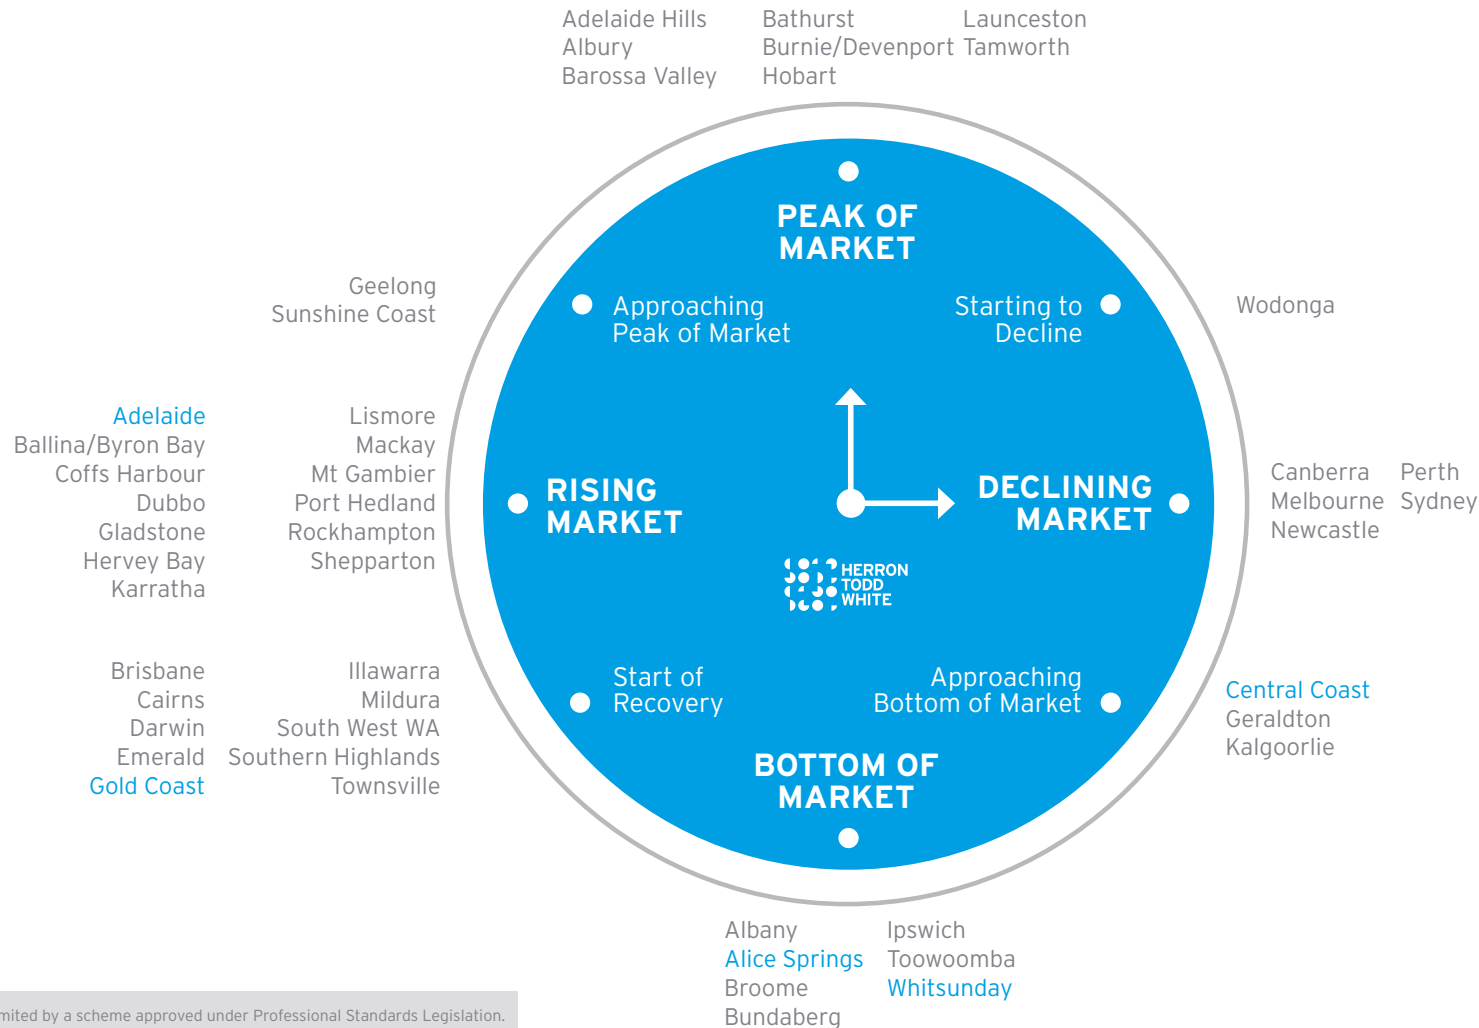 Adelaide Hills
Albury
Barossa Valley
Bathurst
Burnie/Devenport
Hobart
Launceston
Tamworth
PEAK OF
MARKET
Geelong
Sunshine Coast
Approaching
Peak of Market
Starting to
Decline
Wodonga
Adelaide
Ballina/Byron Bay
Coffs Harbour
Dubbo
Gladstone
Hervey Bay
Karratha
Lismore
Mackay
Mt Gambier
Port Hedland
Rockhampton
Shepparton
RISING
MARKET
DECLINING
MARKET
Canberra
Melbourne
Newcastle
Perth
Sydney
HERRON
TODD
WHITE
Brisbane
Cairns
Darwin
Emerald
Gold Coast
Illawarra
Mildura
South West WA
Southern Highlands
Townsville
Start of
Recovery
Approaching
Bottom of Market
Central Coast
Geraldton
Kalgoorlie
BOTTOM OF
MARKET
Albany
Alice Springs
Broome
Bundaberg
Ipswich
Toowoomba
Whitsunday
mited by a scheme approved under Professional Standards Legislation.